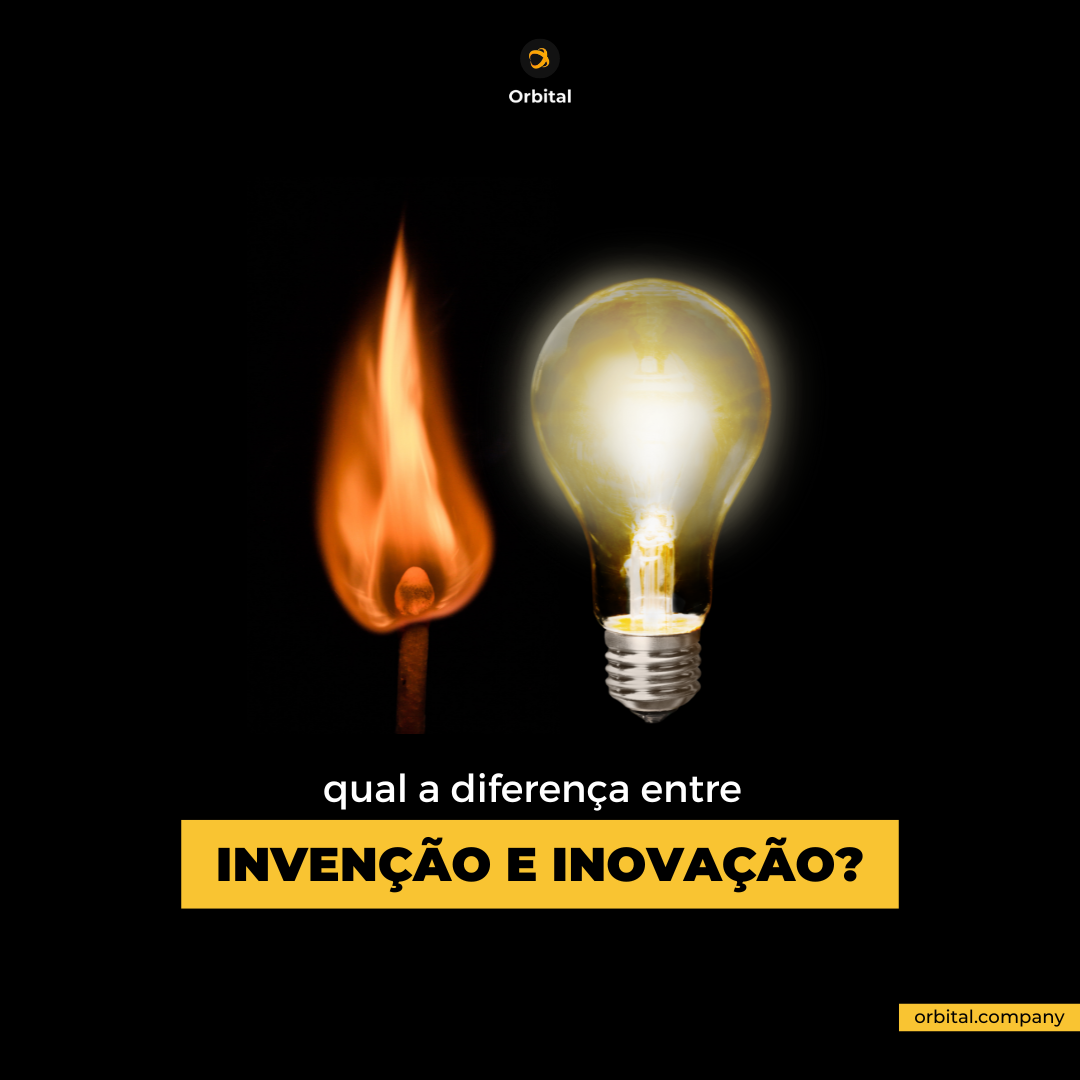 Orbital
qual a diferença entre
INVENÇÃO E INOVAÇÃO?
orbital.company